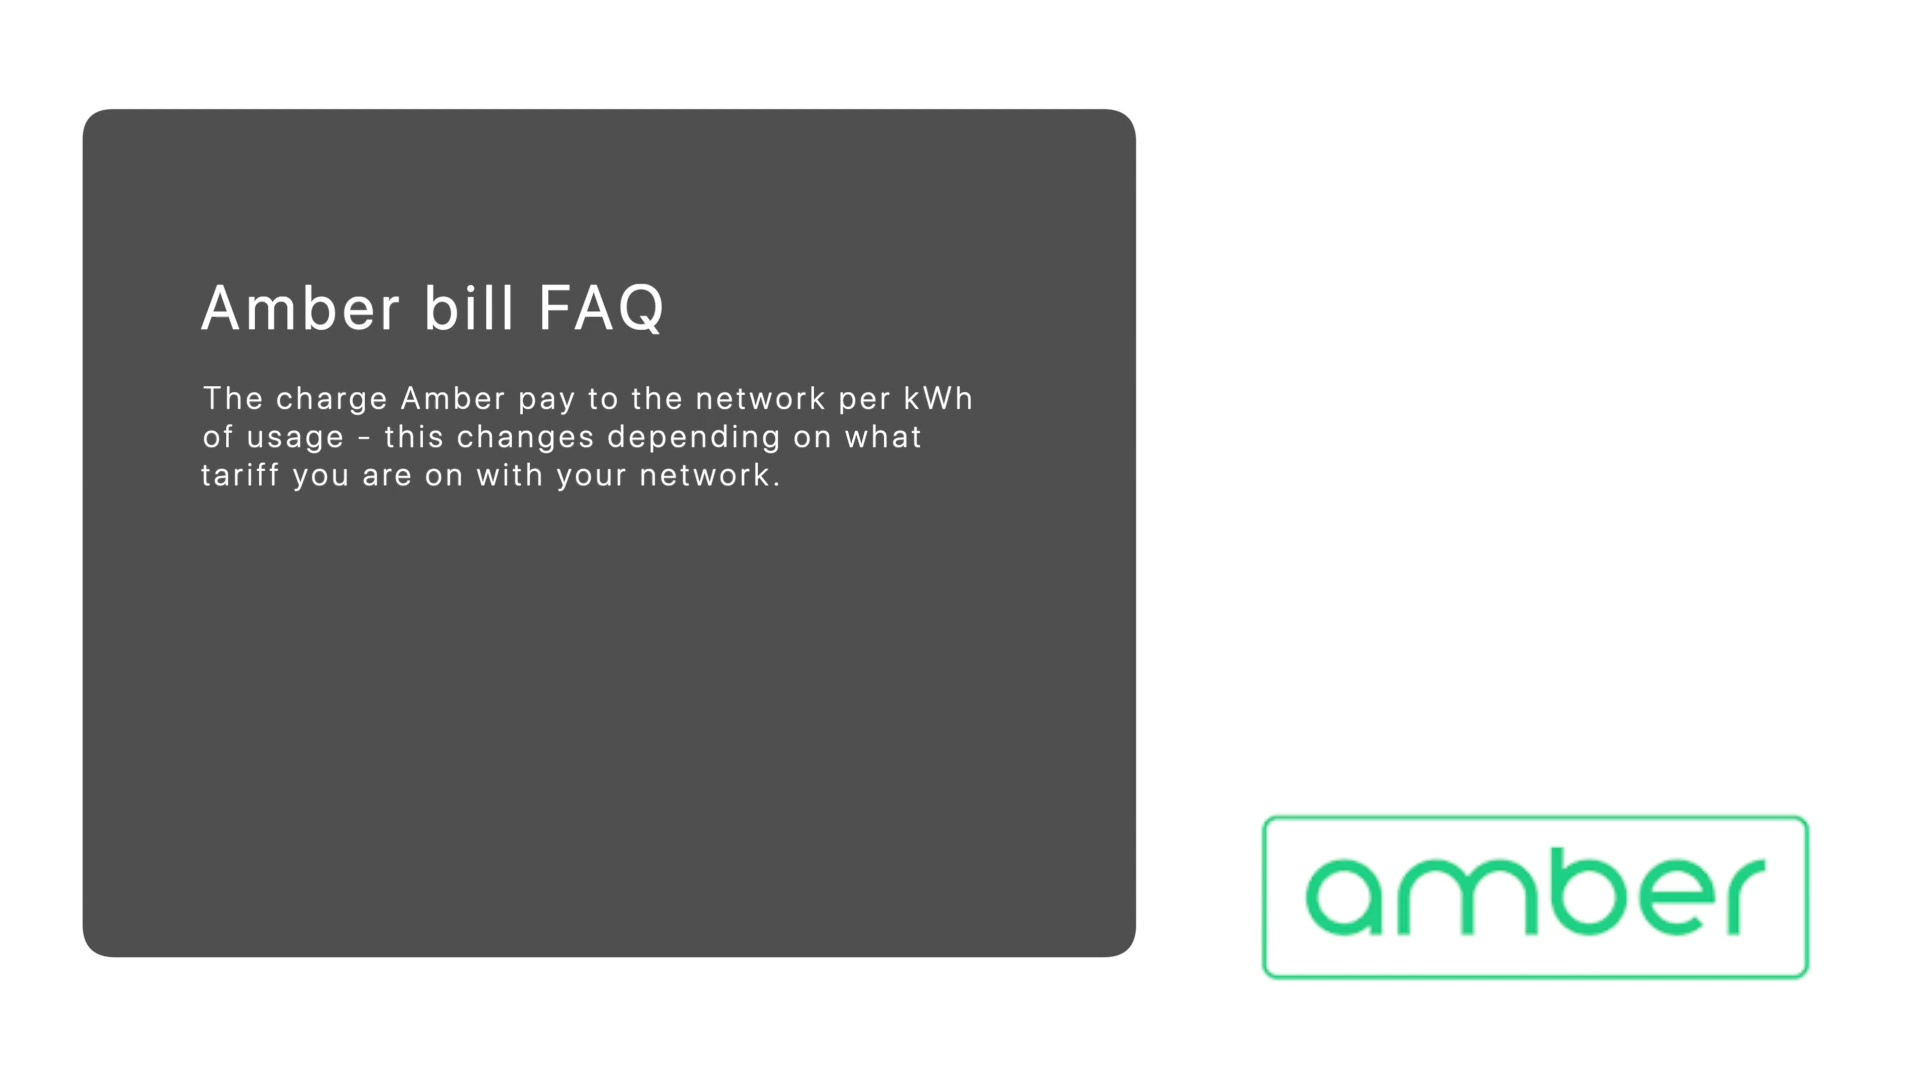 Amber bill FAQ
The charge Amber pay to the network per kWh
of usage - this changes depending on what
tariff you are on with your network.
amber